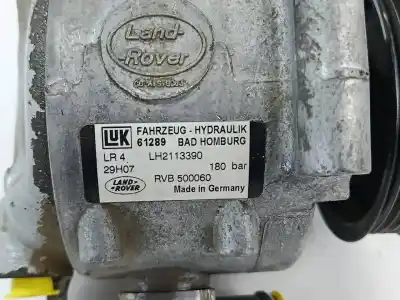 Land-
Rover
LUK FAHRZEUG - HYDRAULIK
61289 BAD HOMBURG
LR 4. LH2113390
29H07 180 bar
RVB 500060
LAND-ROVER Made in Germany